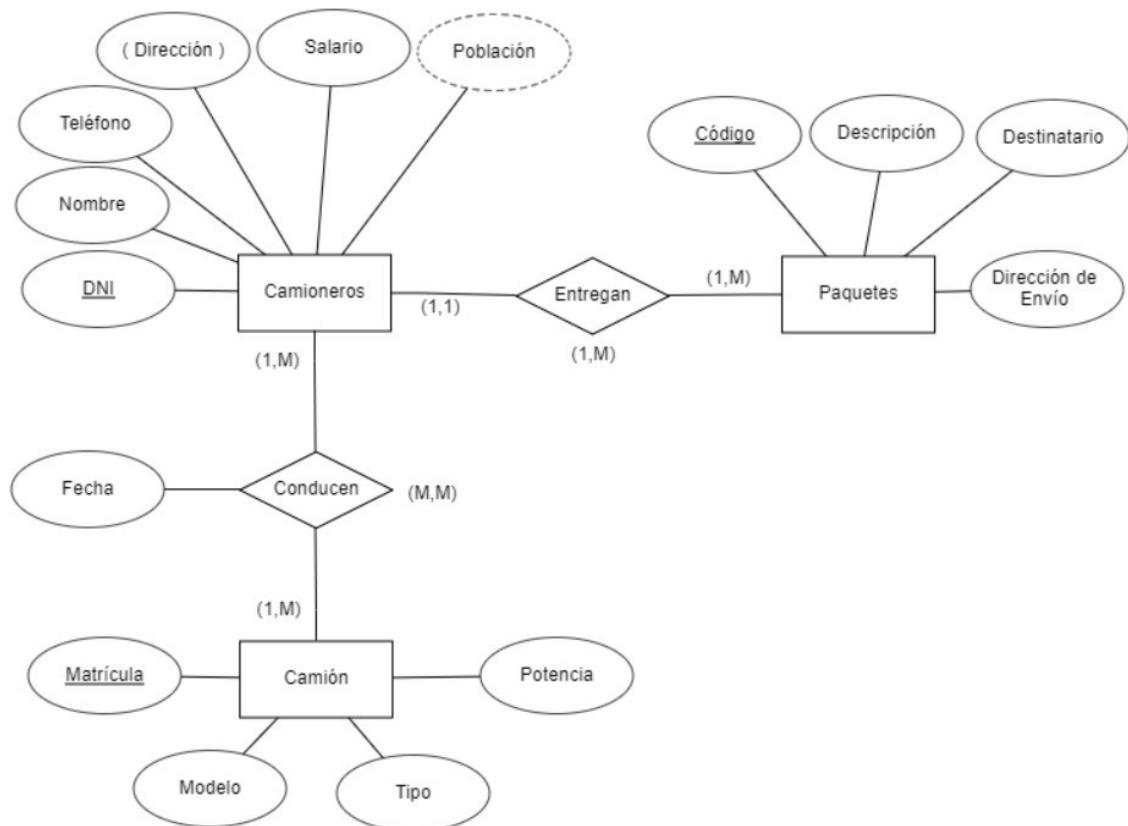 ( Dirección )
Salario
Población
Teléfono
Código
Descripción
Destinatario
Nombre
DNI
Camioneros
(1,1)
Entregan
(1,M)
(1,M)
Paquetes
Dirección de
Envío
(1,M)
Fecha
Conducen
(M,M)
(1,M)
Matrícula
Camión
Potencia
Modelo
Tipo